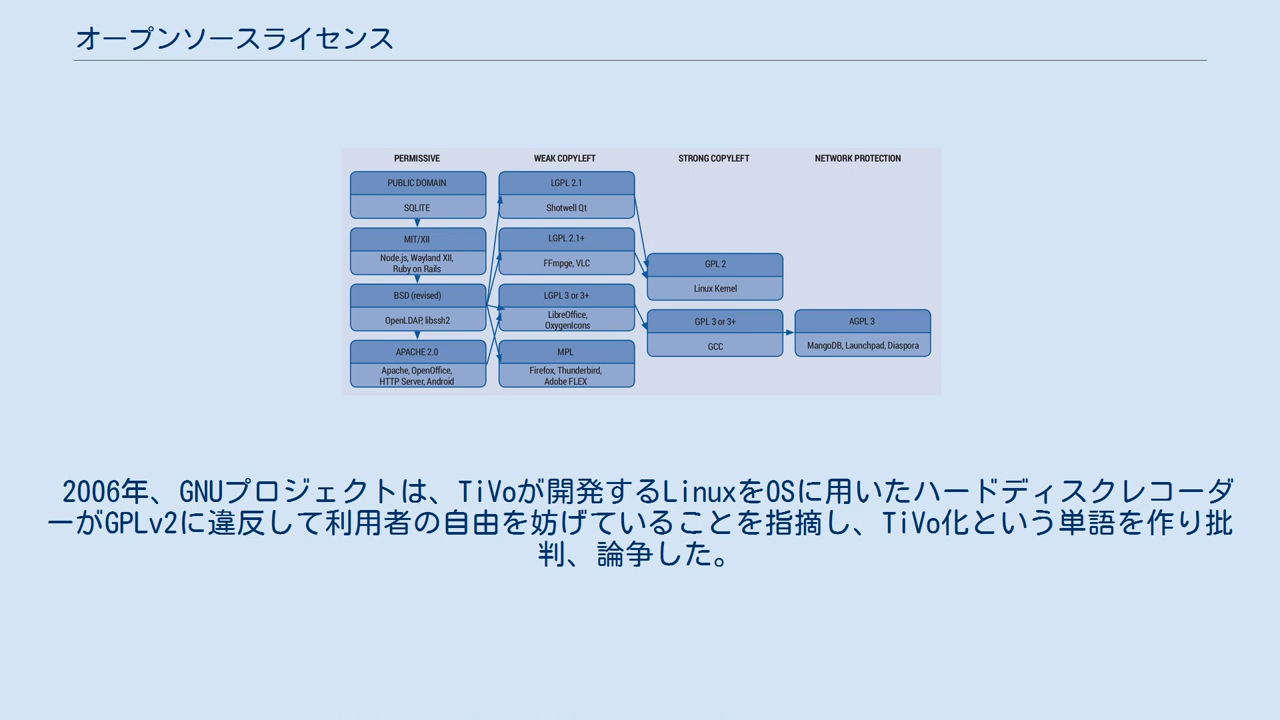 オープンソースライセンス
PERMISSIVE
WEAK COPYLEFT
STRONG COPYLEFT
NETWORK PROTECTION
PUBLIC DOMAIN
SQLITE
MIT/XII
Node.js, Wayland XII,
Ruby on Rails
BSD (revised)
OpenLDAP, libssh2
APACHE 2.0
Apache, OpenOffice,
HTTP Server, Android
LGPL 2.1
Shotwell Qt
LGPL 2.1+
FFmpge, VLC
LGPL 3 or 3+
LibreOffice,
OxygenIcons
MPL
Firefox, Thunderbird,
Adobe FLEX
GPL 2
Linux Kernel
GPL 3 or 3+
GCC
AGPL 3
MangoDB, Launchpad, Diaspora
2006年、GNUプロジェクトは、TiVoが開発するLinuxをOSに用いたハードディスクレコーダ
ーがGPLv2に違反して利用者の自由を妨げていることを指摘し、TiVo化という単語を作り批
判、論争した。